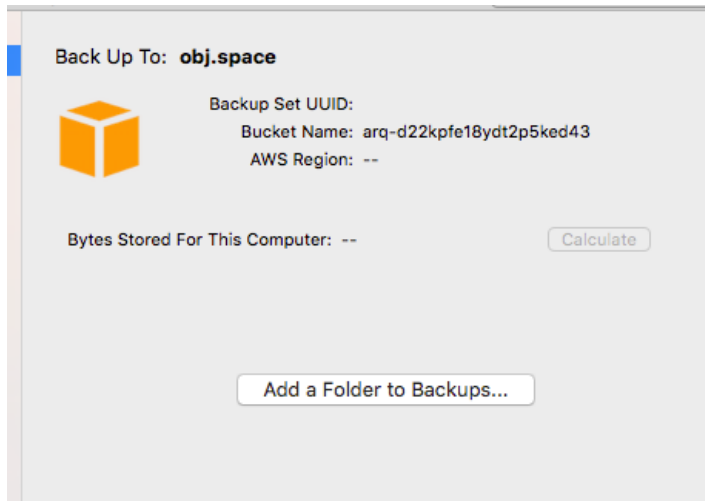 Back Up To: obj.space
Backup Set UUID:
Bucket Name: arq-d22kpfe18ydt2p5ked43
AWS Region: --
Bytes Stored For This Computer: -- Calculate
Add a Folder to Backups...